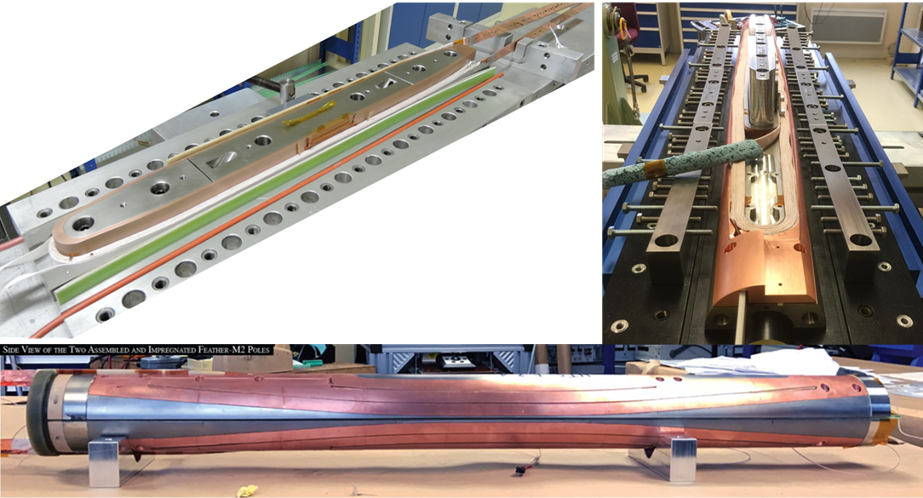 SIDE VIEW OF THE TWO ASSEMBLED AND IMPREGNATED FEATHER-M2 POLES